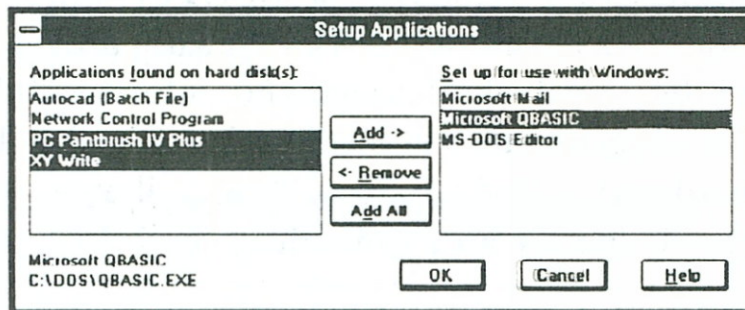 Setup Applications
Applications found on hard disk(s):
Autocad (Batch File)
Network Control Program
PC Paintbrush IV Plus
XY Write
Add ->
<- Remove
Add All
Set up for use with Windows:
Microsoft Mail
Microsoft QBASIC
MS-DOS Editor
Microsoft QBASIC
C:\DOS\QBASIC.EXE
OK
Cancel
Help